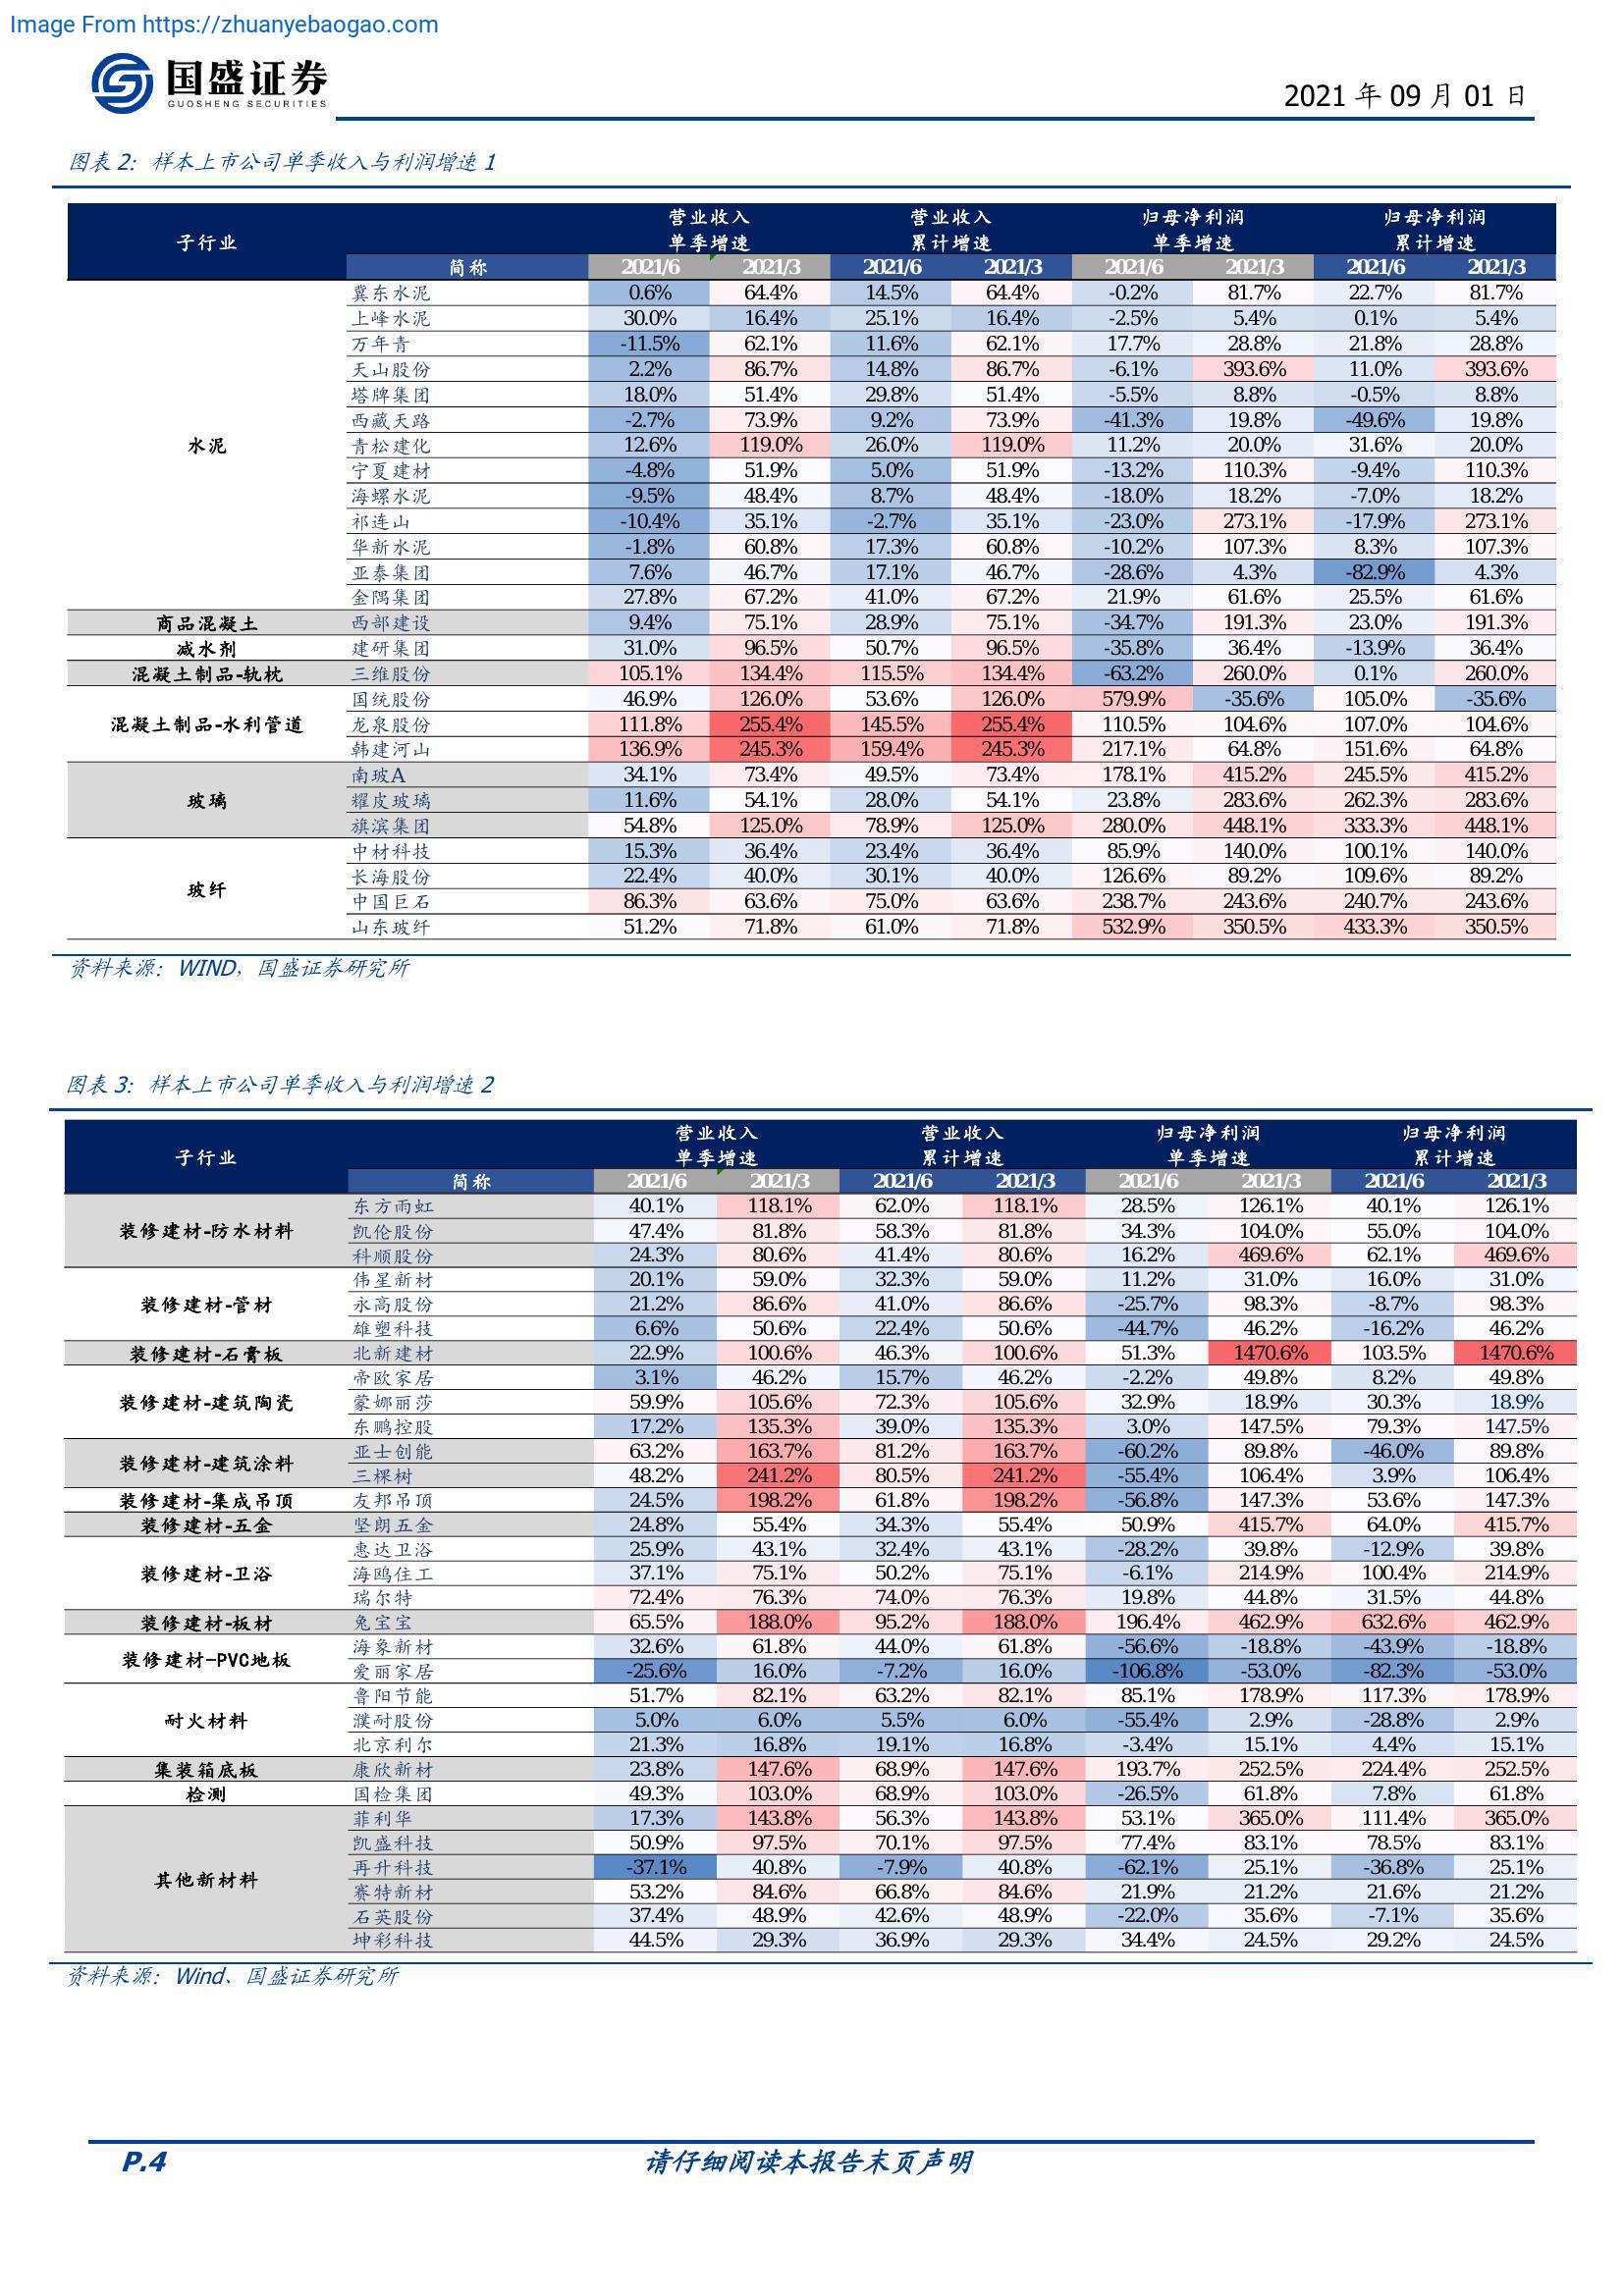 Image From https://zhuanyebaogao.com
国盛证券
GUOSHENG SECURITIES
2021 年 09 月 01 日
图表 2：样本上市公司单季收入与利润增速 1
子行业 营业收入 营业收入 归母净利润 归母净利润
单季增速 累计增速 单季增速 累计增速
简称 2021/6 2021/3 2021/6 2021/3 2021/6 2021/3 2021/6 2021/3
水泥
冀东水泥 0.6% 64.4% 14.5% 64.4% -0.2% 81.7% 22.7% 81.7%
上峰水泥 30.0% 16.4% 25.1% 16.4% -2.5% 5.4% 0.1% 5.4%
万年青 -11.5% 62.1% 11.6% 62.1% 17.7% 28.8% 21.8% 28.8%
天山股份 2.2% 86.7% 14.8% 86.7% -6.1% 393.6% 11.0% 393.6%
塔牌集团 18.0% 51.4% 29.8% 51.4% -5.5% 8.8% -0.5% 8.8%
西藏天路 -2.7% 73.9% 9.2% 73.9% -41.3% 19.8% -49.6% 19.8%
青松建化 12.6% 119.0% 26.0% 119.0% 11.2% 20.0% 31.6% 20.0%
宁夏建材 -4.8% 51.9% 5.0% 51.9% -13.2% 110.3% -9.4% 110.3%
海螺水泥 -9.5% 48.4% 8.7% 48.4% -18.0% 18.2% -7.0% 18.2%
祁连山 -10.4% 35.1% -2.7% 35.1% -23.0% 273.1% -17.9% 273.1%
华新水泥 -1.8% 60.8% 17.3% 60.8% -10.2% 107.3% 8.3% 107.3%
亚泰集团 7.6% 46.7% 17.1% 46.7% -28.6% 4.3% -82.9% 4.3%
金隅集团 27.8% 67.2% 41.0% 67.2% 21.9% 61.6% 25.5% 61.6%
商品混凝土 西部建设 9.4% 75.1% 28.9% 75.1% -34.7% 191.3% 23.0% 191.3%
减水剂 建研集团 31.0% 96.5% 50.7% 96.5% -35.8% 36.4% -13.9% 36.4%
混凝土制品-轨枕 三维股份 105.1% 134.4% 115.5% 134.4% -63.2% 260.0% 0.1% 260.0%
混凝土制品-水利管道
国统股份 46.9% 126.0% 53.6% 126.0% 579.9% -35.6% 105.0% -35.6%
龙泉股份 111.8% 255.4% 145.5% 255.4% 110.5% 104.6% 107.0% 104.6%
韩建河山 136.9% 245.3% 159.4% 245.3% 217.1% 64.8% 151.6% 64.8%
玻璃
南玻A 34.1% 73.4% 49.5% 73.4% 178.1% 415.2% 245.5% 415.2%
耀皮玻璃 11.6% 54.1% 28.0% 54.1% 23.8% 283.6% 262.3% 283.6%
旗滨集团 54.8% 125.0% 78.9% 125.0% 280.0% 448.1% 333.3% 448.1%
玻纤
中材科技 15.3% 36.4% 23.4% 36.4% 85.9% 140.0% 100.1% 140.0%
长海股份 22.4% 40.0% 30.1% 40.0% 126.6% 89.2% 109.6% 89.2%
中国巨石 86.3% 63.6% 75.0% 63.6% 238.7% 243.6% 240.7% 243.6%
山东玻纤 51.2% 71.8% 61.0% 71.8% 532.9% 350.5% 433.3% 350.5%
资料来源：WIND，国盛证券研究所
图表 3：样本上市公司单季收入与利润增速 2
子行业 营业收入 营业收入 归母净利润 归母净利润
单季增速 累计增速 单季增速 累计增速
简称 2021/6 2021/3 2021/6 2021/3 2021/6 2021/3 2021/6 2021/3
装修建材-防水材料
东方雨虹 40.1% 118.1% 62.0% 118.1% 28.5% 126.1% 40.1% 126.1%
凯伦股份 47.4% 81.8% 58.3% 81.8% 34.3% 104.0% 55.0% 104.0%
科顺股份 24.3% 80.6% 41.4% 80.6% 16.2% 469.6% 62.1% 469.6%
装修建材-管材
伟星新材 20.1% 59.0% 32.3% 59.0% 11.2% 31.0% 16.0% 31.0%
永高股份 21.2% 86.6% 41.0% 86.6% -25.7% 98.3% -8.7% 98.3%
雄塑科技 6.6% 50.6% 22.4% 50.6% -44.7% 46.2% -16.2% 46.2%
装修建材-石膏板 北新建材 22.9% 100.6% 46.3% 100.6% 51.3% 1470.6% 103.5% 1470.6%
装修建材-建筑陶瓷
帝欧家居 3.1% 46.2% 15.7% 46.2% -2.2% 49.8% 8.2% 49.8%
蒙娜丽莎 59.9% 105.6% 72.3% 105.6% 32.9% 18.9% 30.3% 18.9%
东鹏控股 17.2% 135.3% 39.0% 135.3% 3.0% 147.5% 79.3% 147.5%
装修建材-建筑涂料
亚士创能 63.2% 163.7% 81.2% 163.7% -60.2% 89.8% -46.0% 89.8%
三棵树 48.2% 241.2% 80.5% 241.2% -55.4% 106.4% 3.9% 106.4%
装修建材-集成吊顶 友邦吊顶 24.5% 198.2% 61.8% 198.2% -56.8% 147.3% 53.6% 147.3%
装修建材-五金 坚朗五金 24.8% 55.4% 34.3% 55.4% 50.9% 415.7% 64.0% 415.7%
装修建材-卫浴
惠达卫浴 25.9% 43.1% 32.4% 43.1% -28.2% 39.8% -12.9% 39.8%
海鸥住工 37.1% 75.1% 50.2% 75.1% -6.1% 214.9% 100.4% 214.9%
瑞尔特 72.4% 76.3% 74.0% 76.3% 19.8% 44.8% 31.5% 44.8%
装修建材-板材 兔宝宝 65.5% 188.0% 95.2% 188.0% 196.4% 462.9% 632.6% 462.9%
装修建材-PVC地板
海象新材 32.6% 61.8% 44.0% 61.8% -56.6% -18.8% -43.9% -18.8%
爱丽家居 -25.6% 16.0% -7.2% 16.0% -106.8% -53.0% -82.3% -53.0%
耐火材料
鲁阳节能 51.7% 82.1% 63.2% 82.1% 85.1% 178.9% 117.3% 178.9%
濮耐股份 5.0% 6.0% 5.5% 6.0% -55.4% 2.9% -28.8% 2.9%
北京利尔 21.3% 16.8% 19.1% 16.8% -3.4% 15.1% 4.4% 15.1%
集装箱底板 康欣新材 23.8% 147.6% 68.9% 147.6% 193.7% 252.5% 224.4% 252.5%
检测 国检集团 49.3% 103.0% 68.9% 103.0% -26.5% 61.8% 7.8% 61.8%
其他新材料
菲利华 17.3% 143.8% 56.3% 143.8% 53.1% 365.0% 111.4% 365.0%
凯盛科技 50.9% 97.5% 70.1% 97.5% 77.4% 83.1% 78.5% 83.1%
再升科技 -37.1% 40.8% -7.9% 40.8% -62.1% 25.1% -36.8% 25.1%
赛特新材 53.2% 84.6% 66.8% 84.6% 21.9% 21.2% 21.6% 21.2%
石英股份 37.4% 48.9% 42.6% 48.9% -22.0% 35.6% -7.1% 35.6%
坤彩科技 44.5% 29.3% 36.9% 29.3% 34.4% 24.5% 29.2% 24.5%
资料来源：Wind、国盛证券研究所
P.4 请仔细阅读本报告末页声明